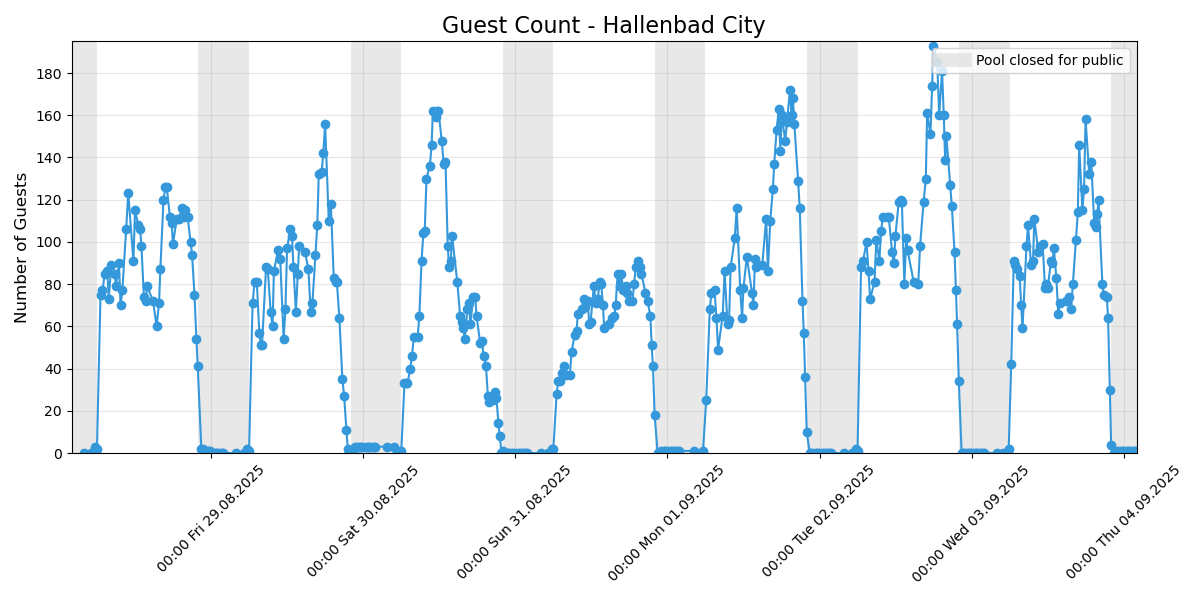 Guest Count - Hallenbad City
Pool closed for public
Number of Guests
180
160
140
120
100
80
60
40
20
0
00:00 Fri 29.08.2025
00:00 Sat 30.08.2025
00:00 Sun 31.08.2025
00:00 Mon 01.09.2025
00:00 Tue 02.09.2025
00:00 Wed 03.09.2025
00:00 Thu 04.09.2025